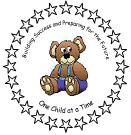 Building Success and Preparing for the Future
One Child at a Time